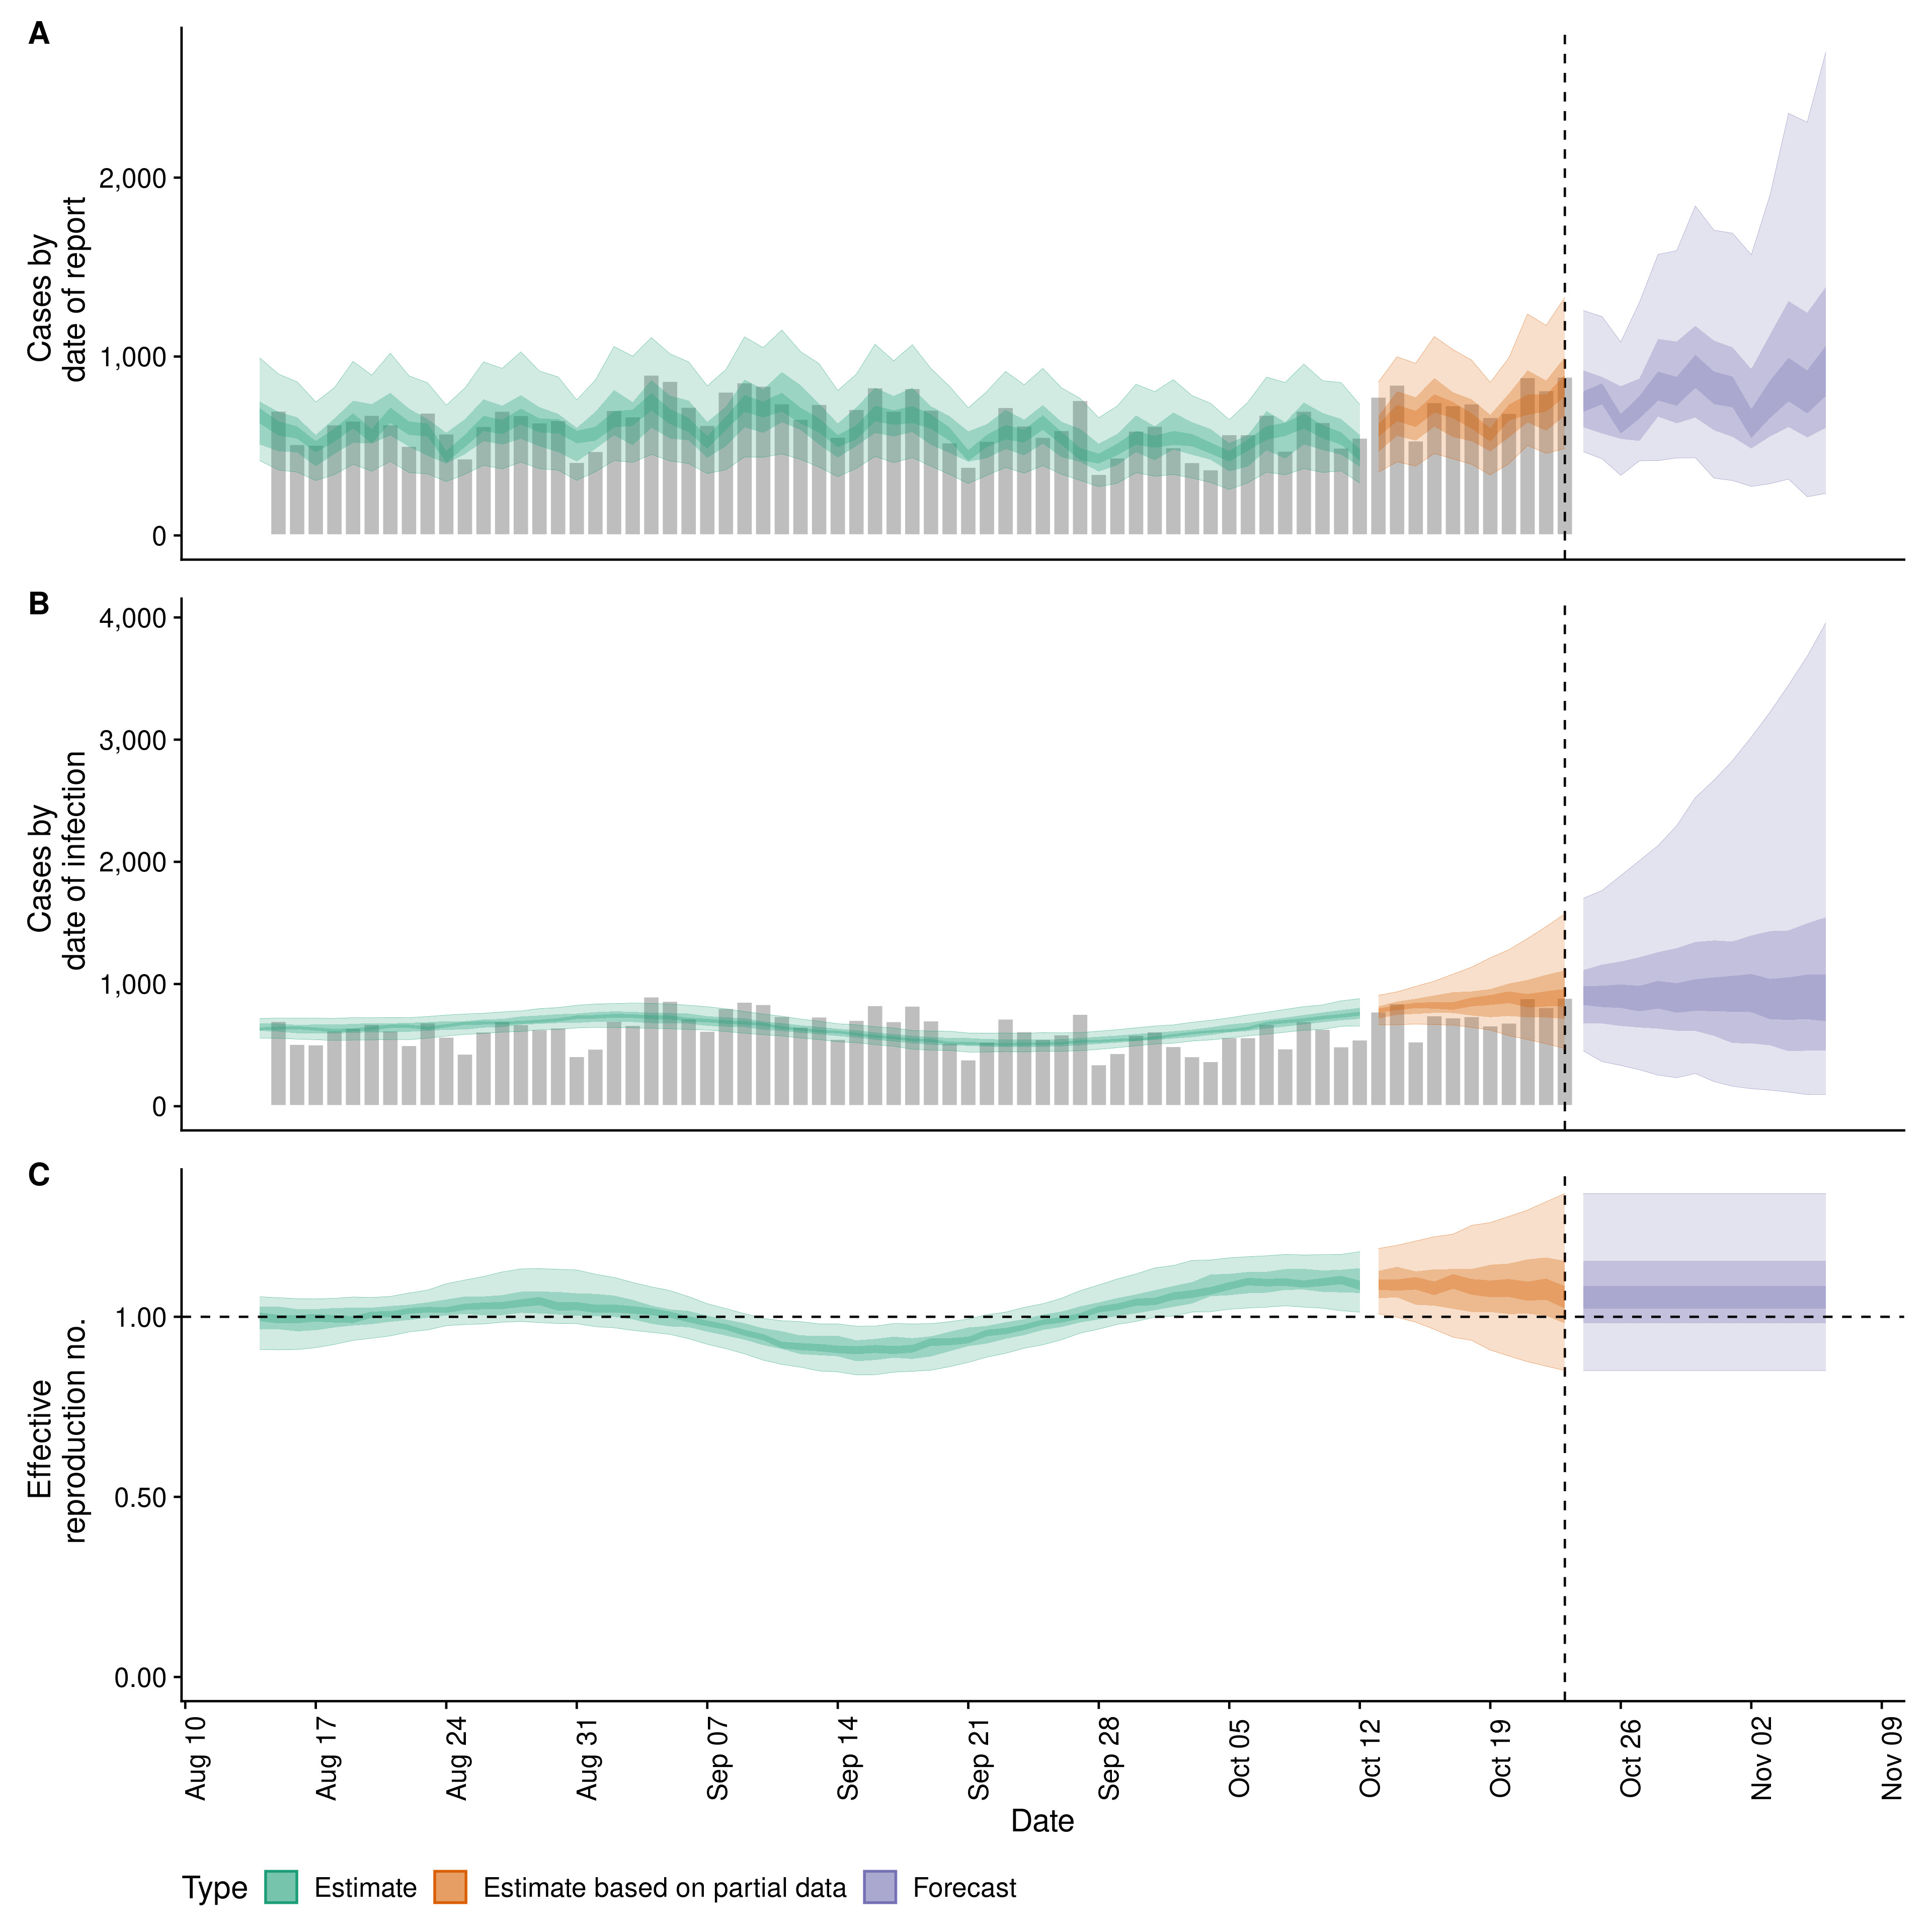 A
Cases by
date of report
2,000
1,000
0
B
Cases by
date of infection
4,000
3,000
2,000
1,000
0
C
Effective
reproduction no.
1.00
0.50
0.00
Aug 10
Aug 17
Aug 24
Aug 31
Sep 07
Sep 14
Sep 21
Sep 28
Oct 05
Oct 12
Oct 19
Oct 26
Nov 02
Nov 09
Date
Type Estimate Estimate based on partial data Forecast